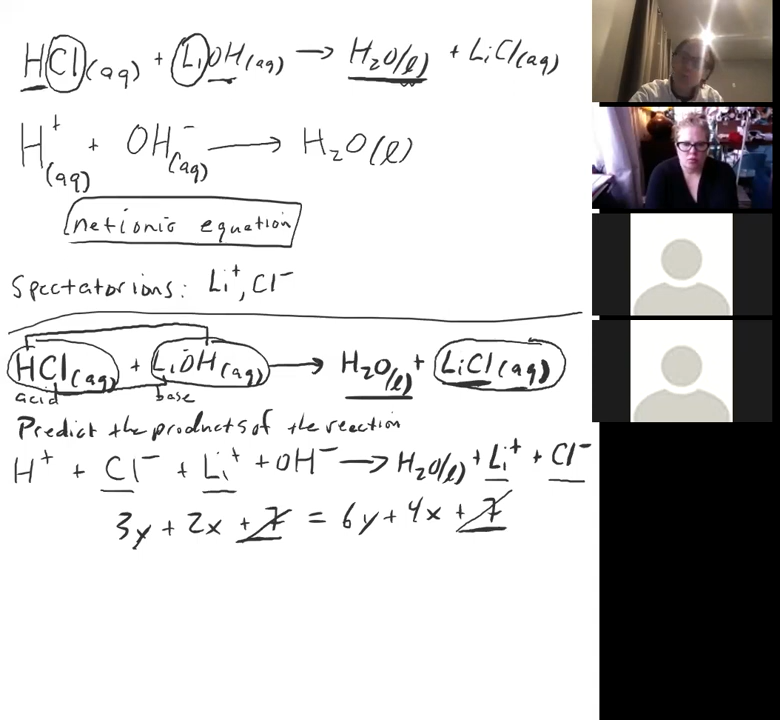 HCl(aq) + LiOH(aq) → H₂O(l) + LiCl(aq)
H⁺(aq) + OH⁻(aq) → H₂O(l)
net ionic equation
Spectator ions: Li⁺, Cl⁻
HCl(aq) + LiOH(aq) → H₂O(l) + LiCl(aq)
acid base
Predict the products of the reaction
H⁺ + Cl⁻ + Li⁺ + OH⁻ → H₂O(l) + Li⁺ + Cl⁻
3y + 2x + 7 = 6y + 4x + 7